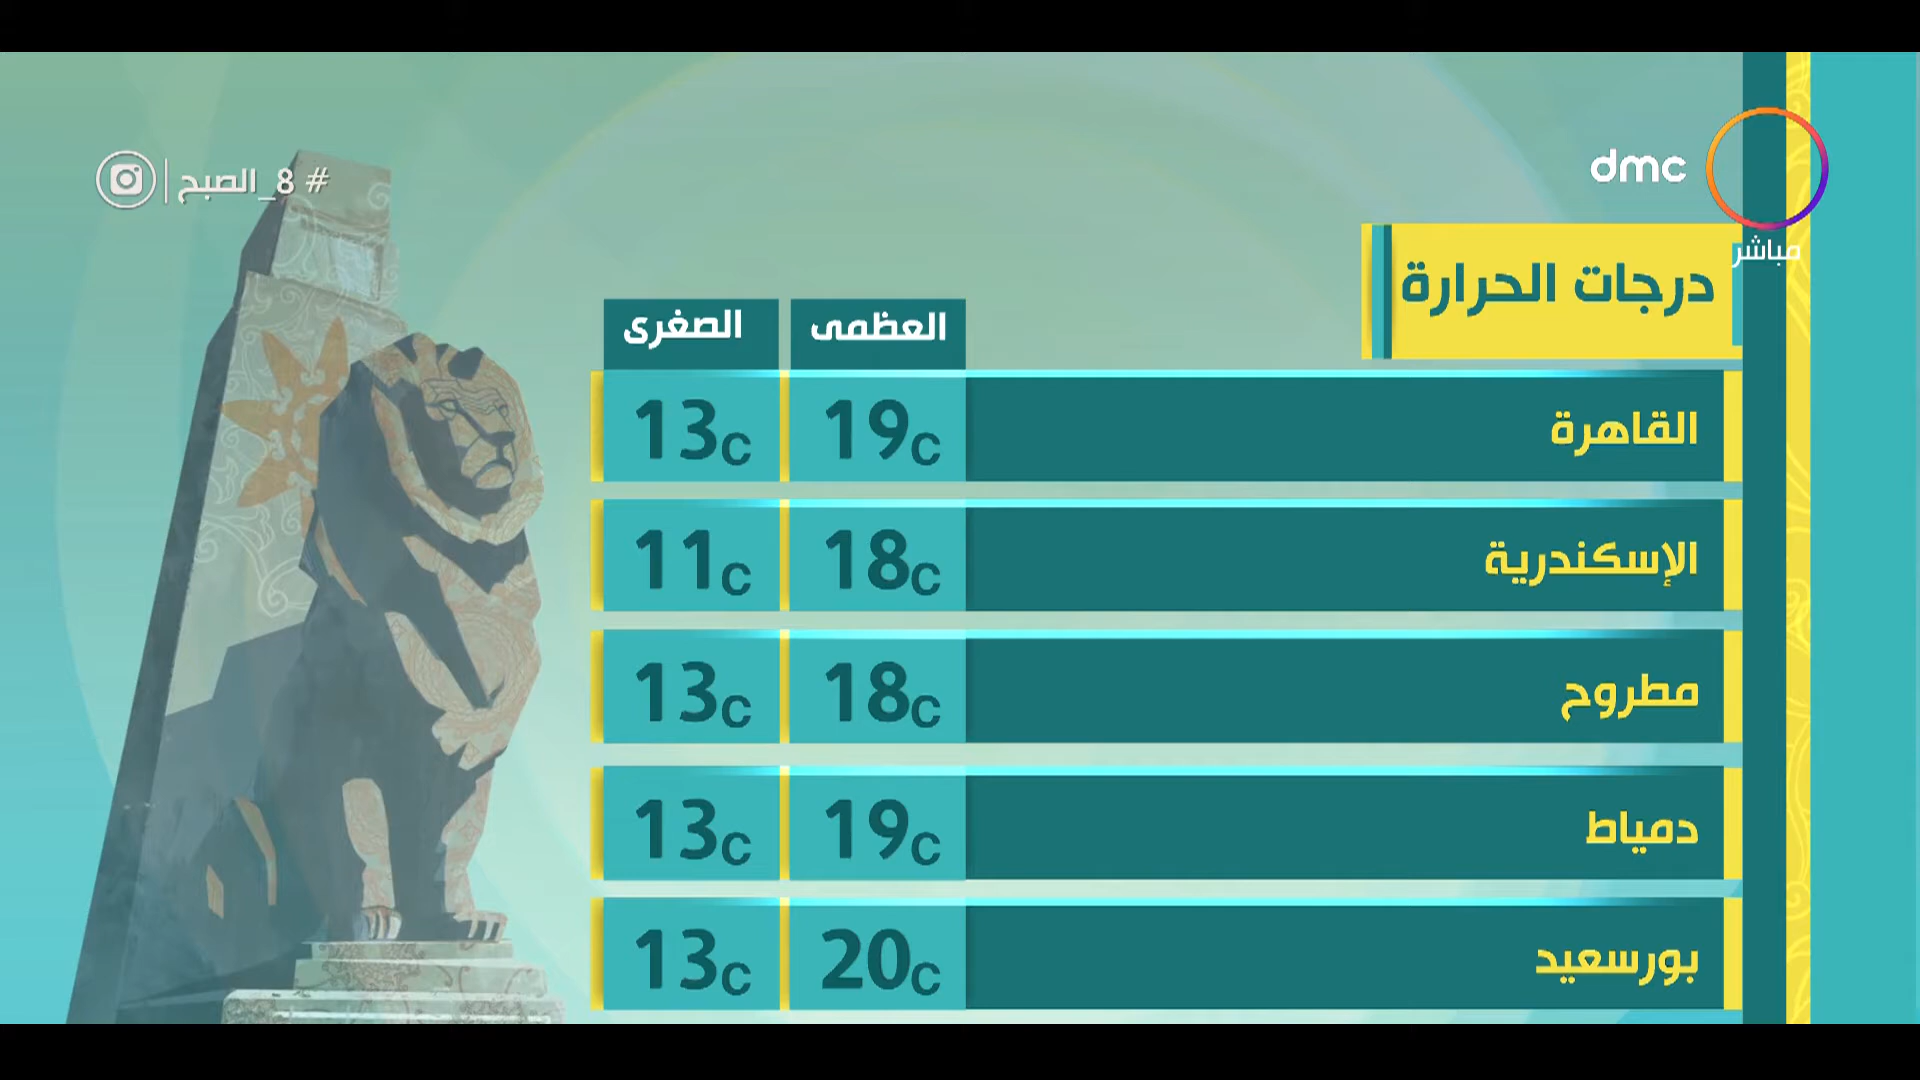 dmc
مباشر
# 8_الصبح
درجات الحرارة
العظمى الصغرى
القاهرة 19c 13c
الإسكندرية 18c 11c
مطروح 18c 13c
دمياط 19c 13c
بورسعيد 20c 13c